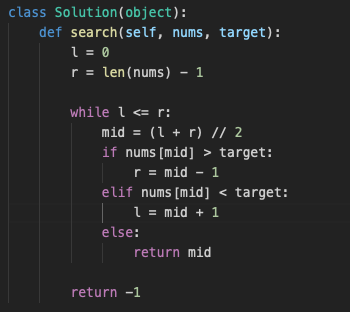 class Solution(object):
    def search(self, nums, target):
        l = 0
        r = len(nums) - 1

        while l <= r:
            mid = (l + r) // 2
            if nums[mid] > target:
                r = mid - 1
            elif nums[mid] < target:
                l = mid + 1
            else:
                return mid

        return -1